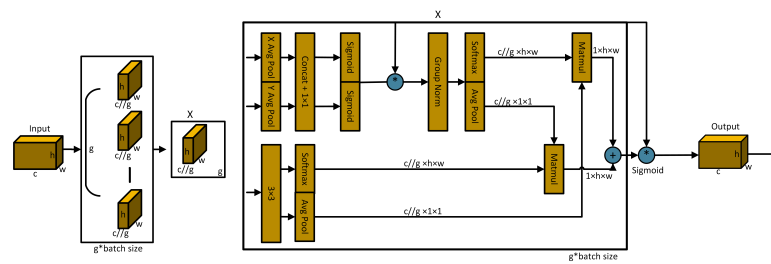 Input
h
w
c
g
h
w
c//g
h
w
c//g
h
w
c//g
g*batch size
X
h
w
c//g
g
X
X Avg Pool
Y Avg Pool
Concat + 1×1
Sigmoid
Sigmoid
*
Group Norm
Softmax
Avg Pool
c//g ×h×w
c//g ×1×1
Matmul
1×h×w
3×3
Softmax
Avg Pool
c//g ×h×w
c//g ×1×1
Matmul
1×h×w
+
*
Sigmoid
g*batch size
Output
h
w
c